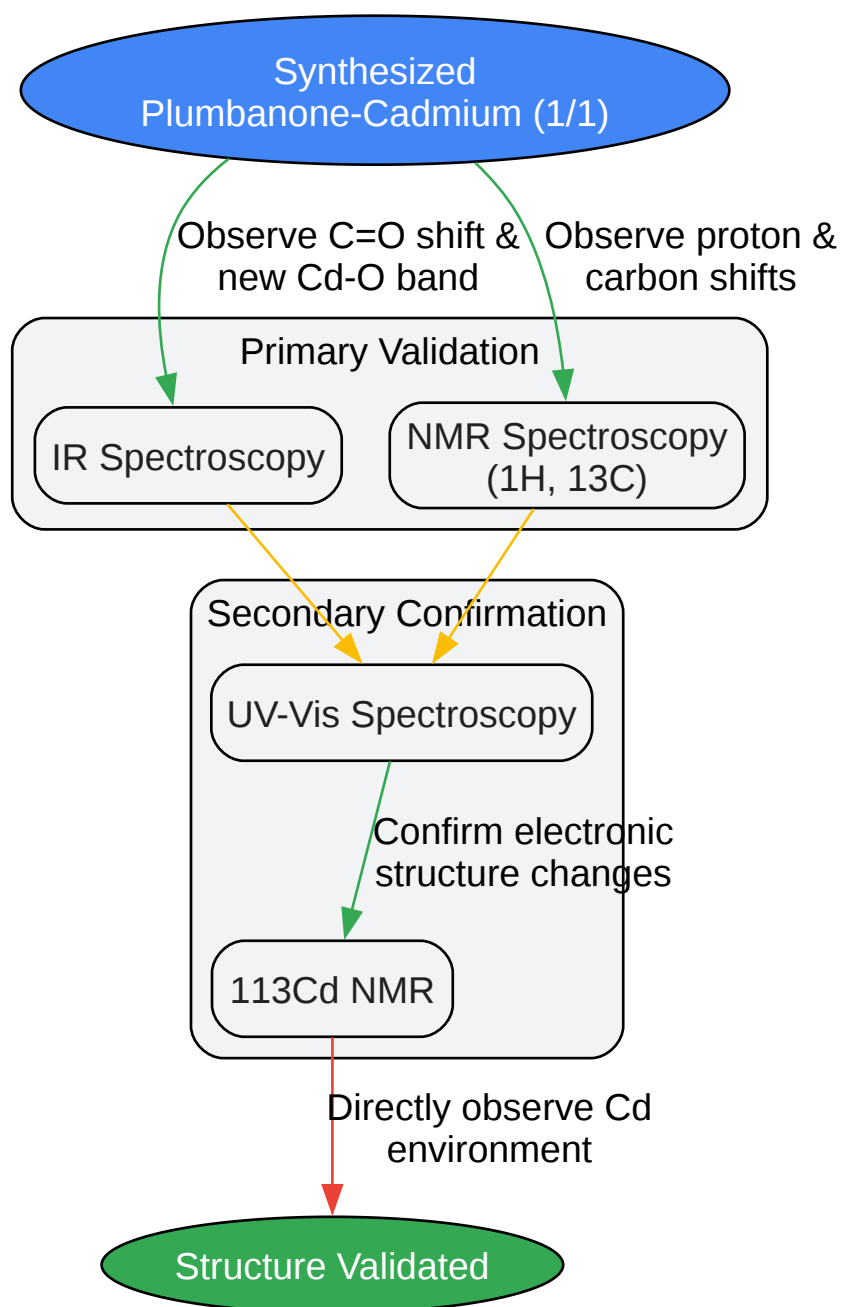 Synthesized
Plumbanone-Cadmium (1/1)
Observe C=O shift &
new Cd-O band
Observe proton &
carbon shifts
Primary Validation
IR Spectroscopy
NMR Spectroscopy
(1H, 13C)
Secondary Confirmation
UV-Vis Spectroscopy
Confirm electronic
structure changes
113Cd NMR
Directly observe Cd
environment
Structure Validated